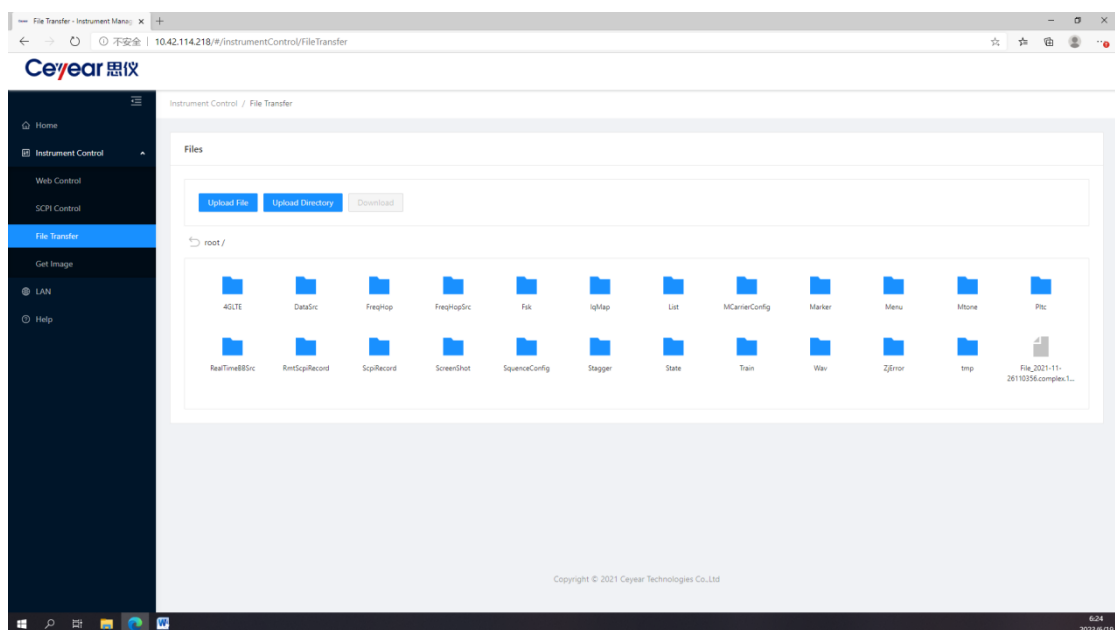 File Transfer - Instrument Manag
不安全 10.42.114.218/#/instrumentControl/FileTransfer
Ceyear 思仪
Instrument Control / File Transfer
Home
Instrument Control
Web Control
SCPI Control
File Transfer
Get Image
LAN
Help
Files
Upload File Upload Directory Download
root /
4GLTE DataSrc FreqHop FreqHopSrc Fsk IqMap List MCarrierConfig Marker Menu Mtone Pltc
RealTimeBBSrc RmtScpiRecord ScpiRecord ScreenShot SquenceConfig Stagger State Train Wav ZjError tmp File_2021-11-
26110356.complex.1...
Copyright © 2021 Ceyear Technologies Co.,Ltd
6:24